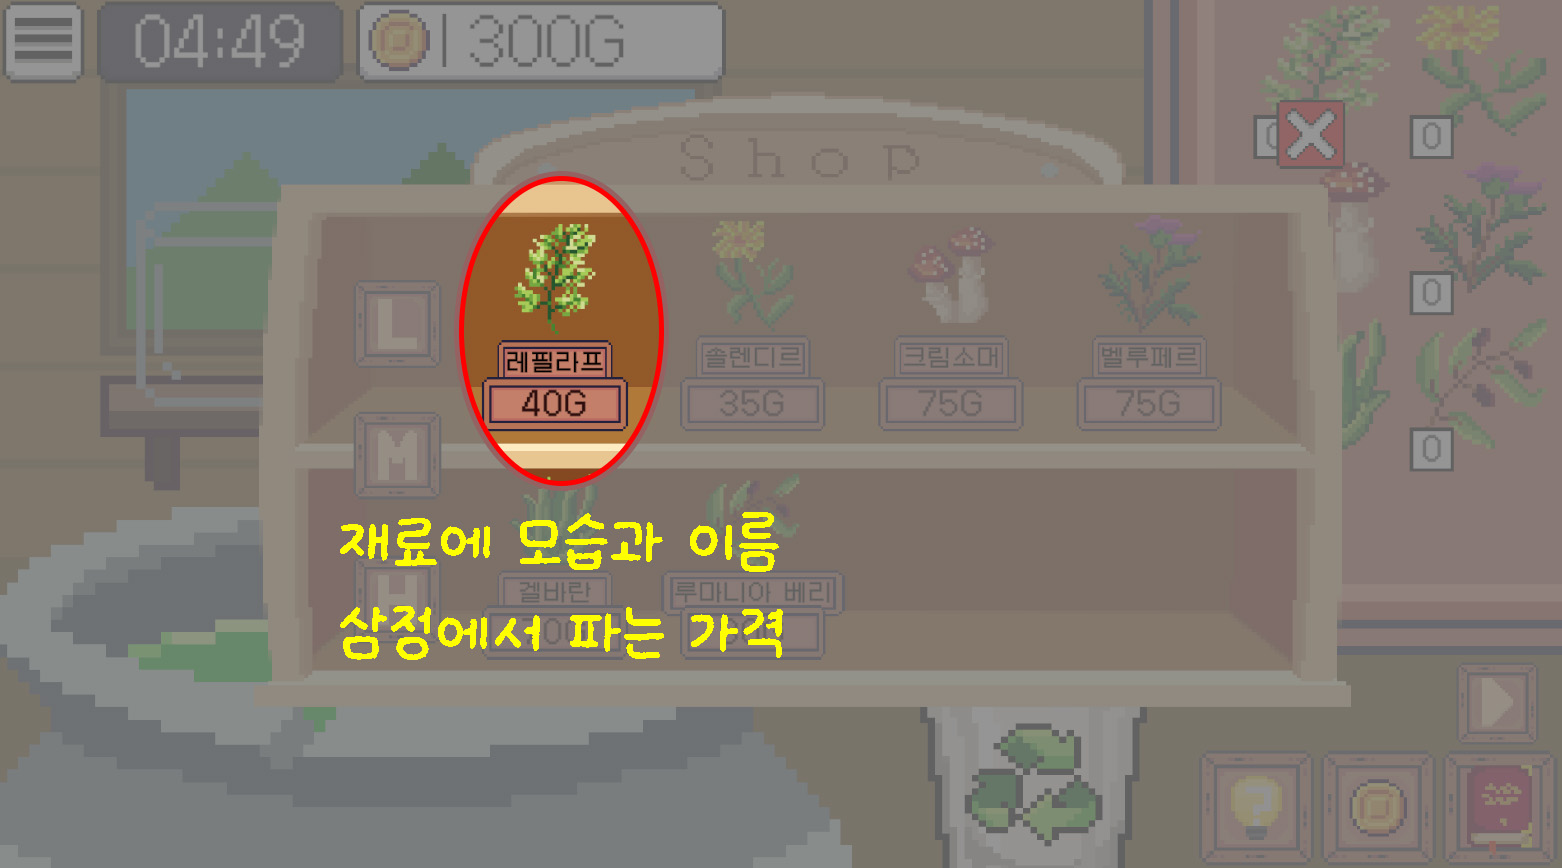 04:49
300G
Shop
0
0
0
0
L
레필라프
솔렌디르
크림소머
벨루페르
40G
35G
75G
75G
M
재료에 모습과 이름
겔바란
루마니아 베리
삼정에서 파는 가격